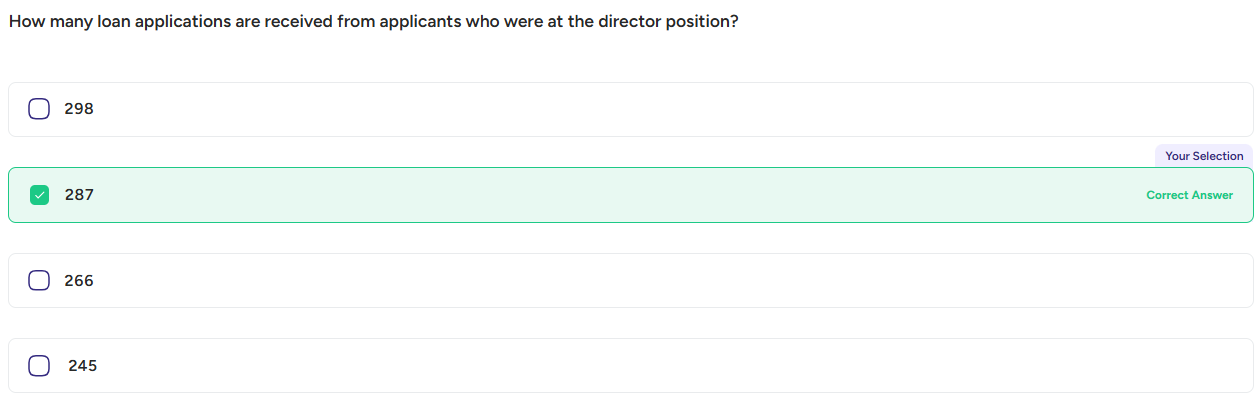 How many loan applications are received from applicants who were at the director position?
298
Your Selection
287
Correct Answer
266
245